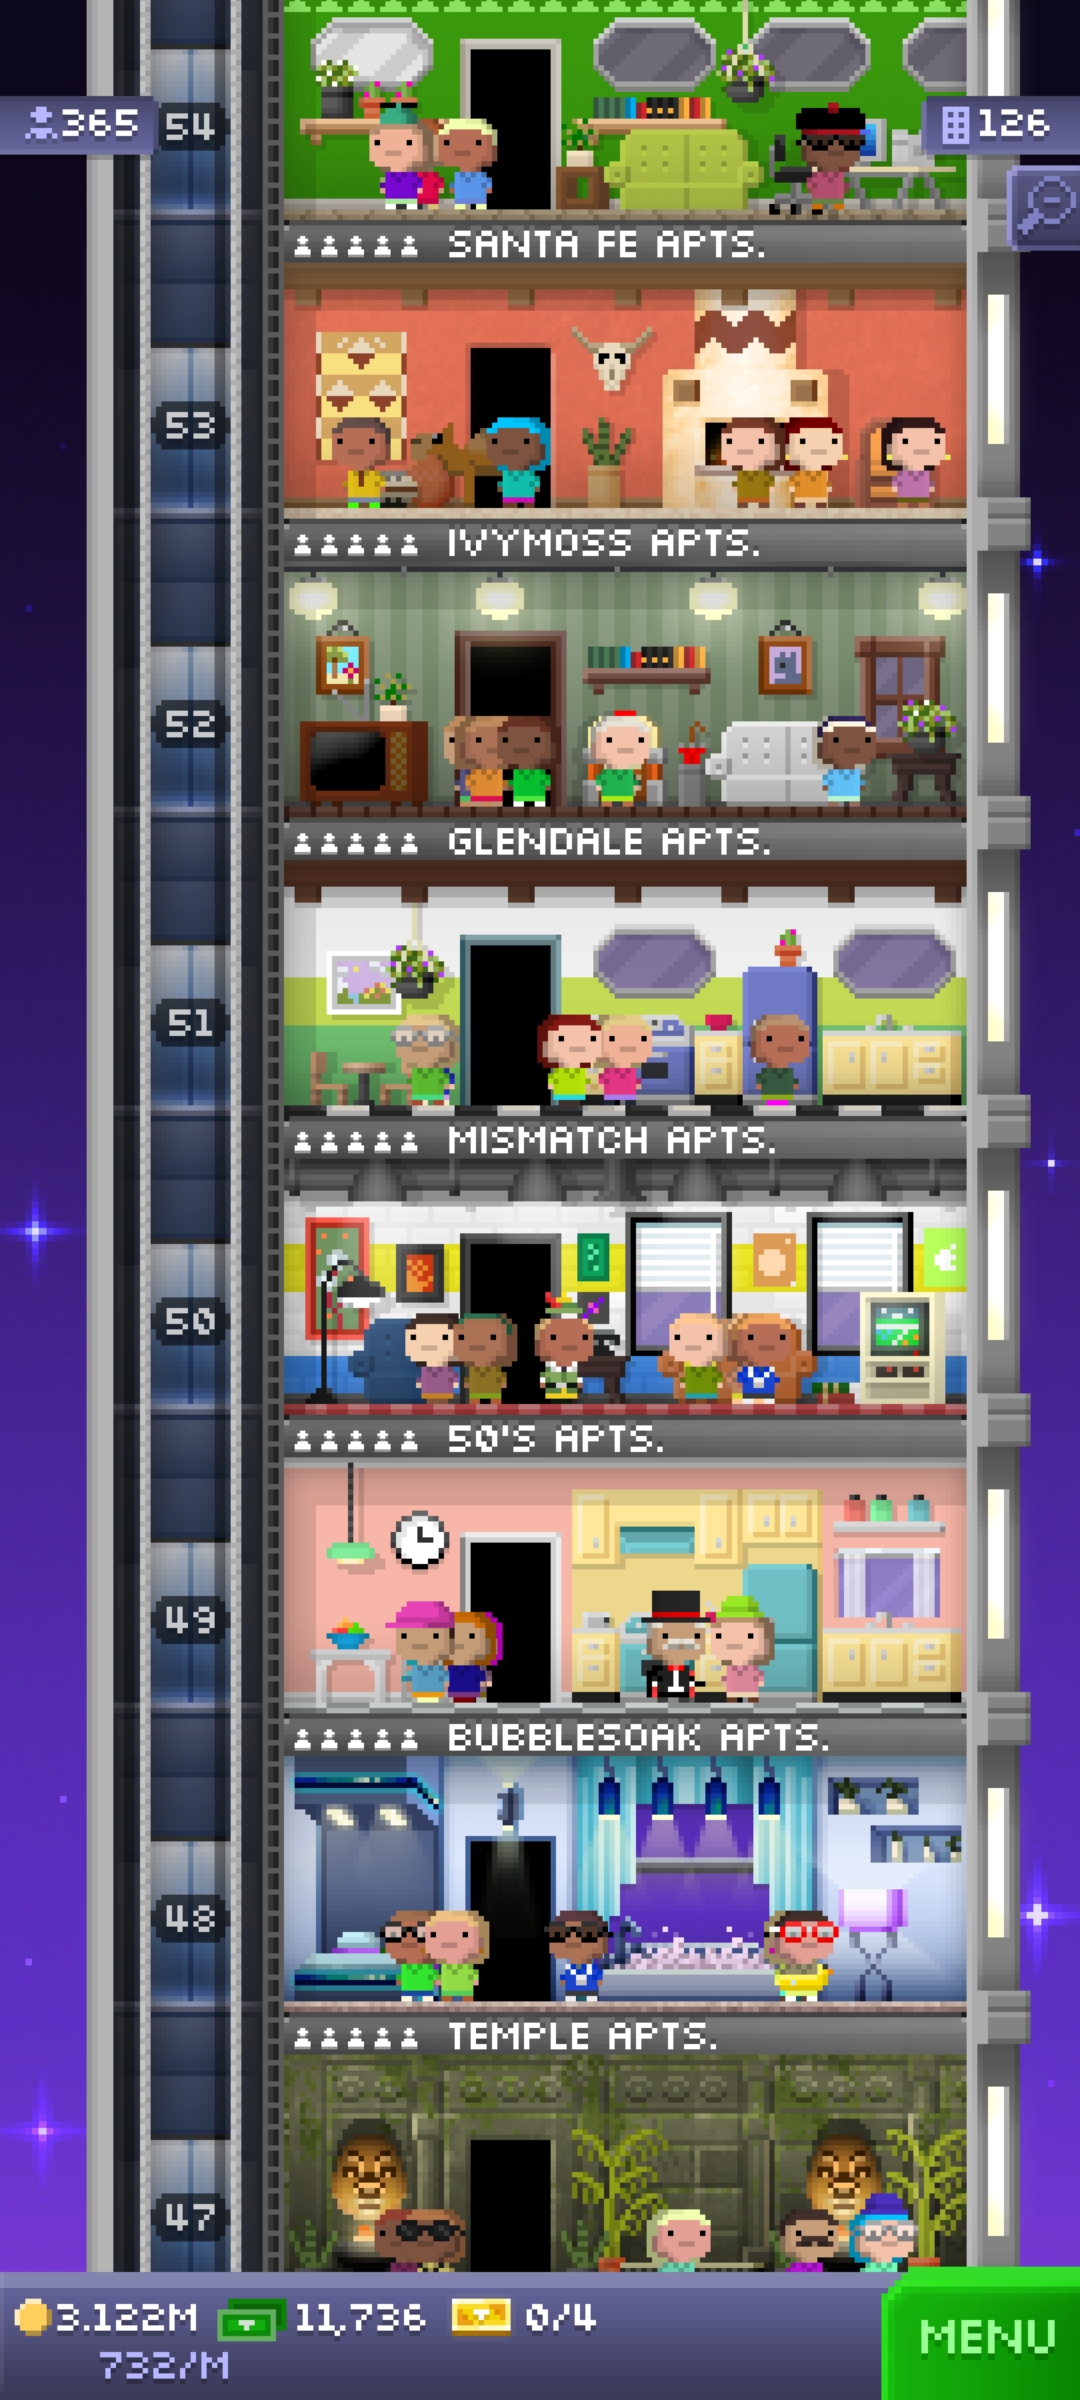 365
54
126
SANTA FE APTS.
53
IVYMOSS APTS.
52
GLENDALE APTS.
51
MISMATCH APTS.
50
50'S APTS.
49
BUBBLESOAK APTS.
48
TEMPLE APTS.
47
3.122M 11,736 0/4
732/M
MENU